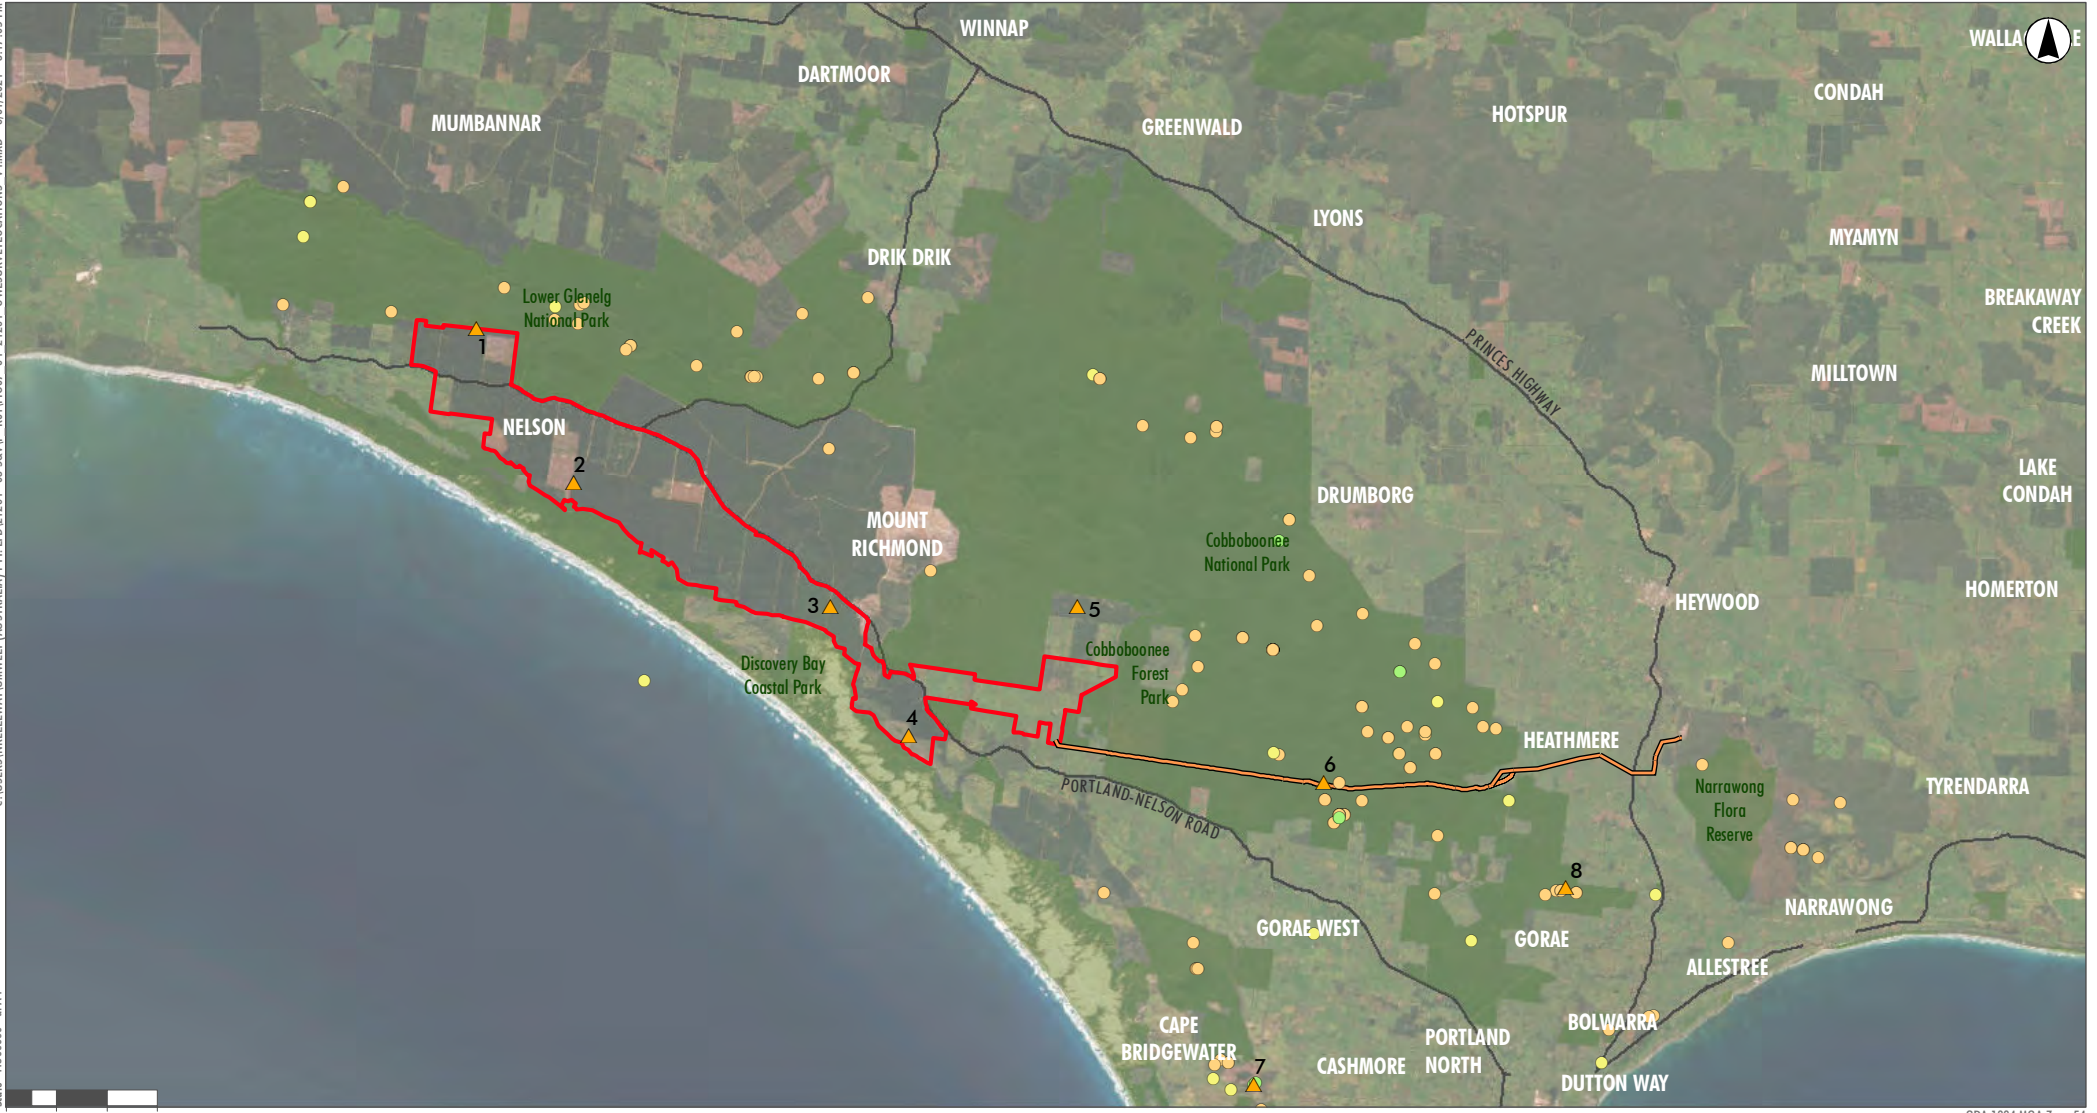 WINNAP
DARTMOOR
MUMBANNAR
GREENWALD
HOTSPUR
CONDAH
LYONS
MYAMYN
DRIK DRIK
BREAKAWAY
CREEK
Lower Glenelg
National Park
1
PRINCES HIGHWAY
MILLTOWN
NELSON
2
LAKE
CONDAH
DRUMBORG
MOUNT
RICHMOND
Cobboboonee
National Park
HOMERTON
HEYWOOD
3
5
Cobboboonee
Forest
Park
Discovery Bay
Coastal Park
4
HEATHMERE
6
PORTLAND-NELSON ROAD
Narrawong
Flora
Reserve
TYRENDARRA
8
NARRAWONG
GORAE WEST
GORAE
ALLESTREE
CAPE
BRIDGEWATER
BOLWARRA
PORTLAND
NORTH
CASHMORE
7
DUTTON WAY